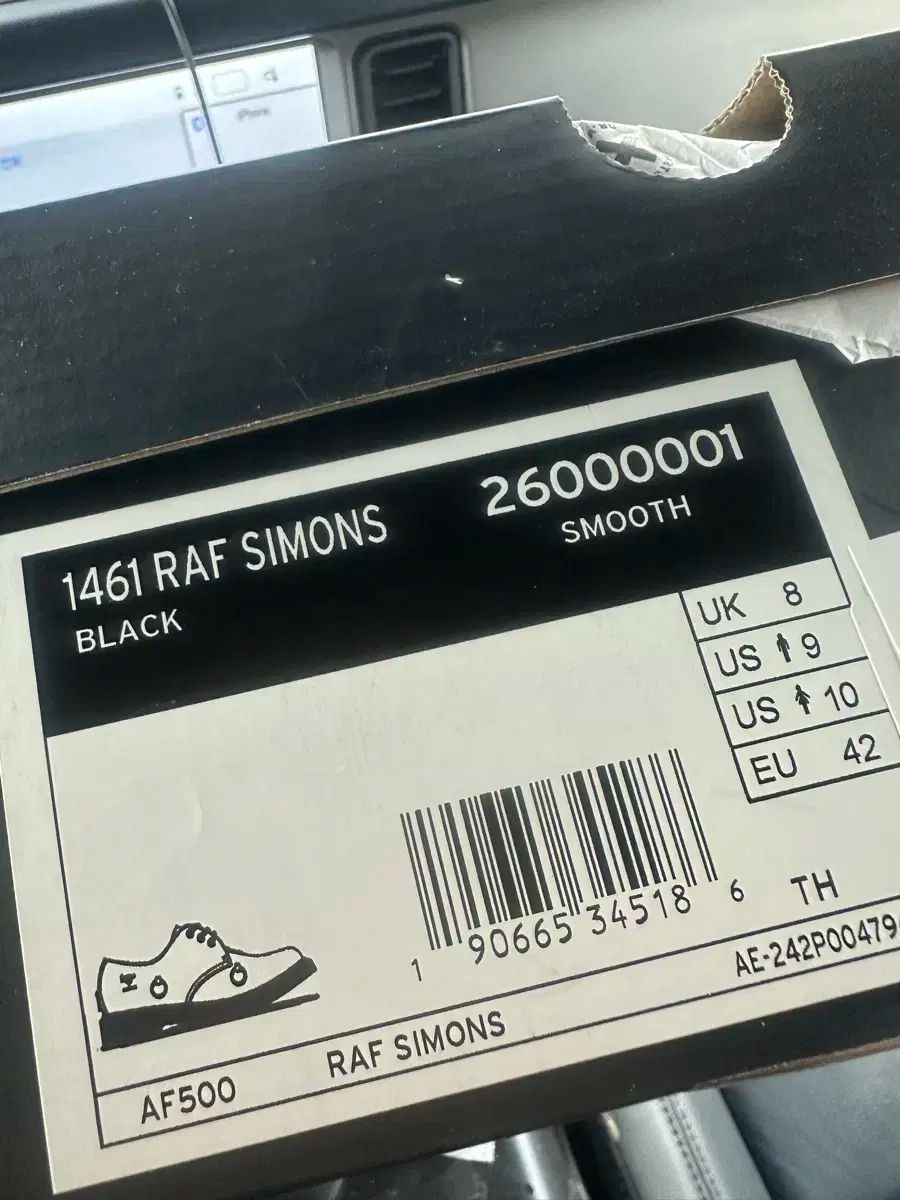 iPhone
1461 RAF SIMONS
26000001
BLACK
SMOOTH
UK 8
US 9
US 10
EU 42
1 90665 34518 6
TH
AE-242P00479
RAF SIMONS
AF500